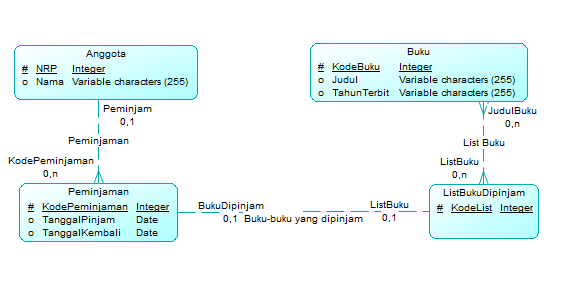 Anggota
# NRP Integer
o Nama Variable characters (255)
Buku
# KodeBuku Integer
o Judul Variable characters (255)
o TahunTerbit Variable characters (255)
Peminjam
0,1
Peminjaman
KodePeminjaman
0,n
JudulBuku
0,n
List Buku
ListBuku
0,n
Peminjaman
# KodePeminjaman Integer
o TanggalPinjam Date
o TanggalKembali Date
BukuDipinjam
0,1
Buku-buku yang dipinjam
ListBuku
0,1
ListBukuDipinjam
# KodeList Integer